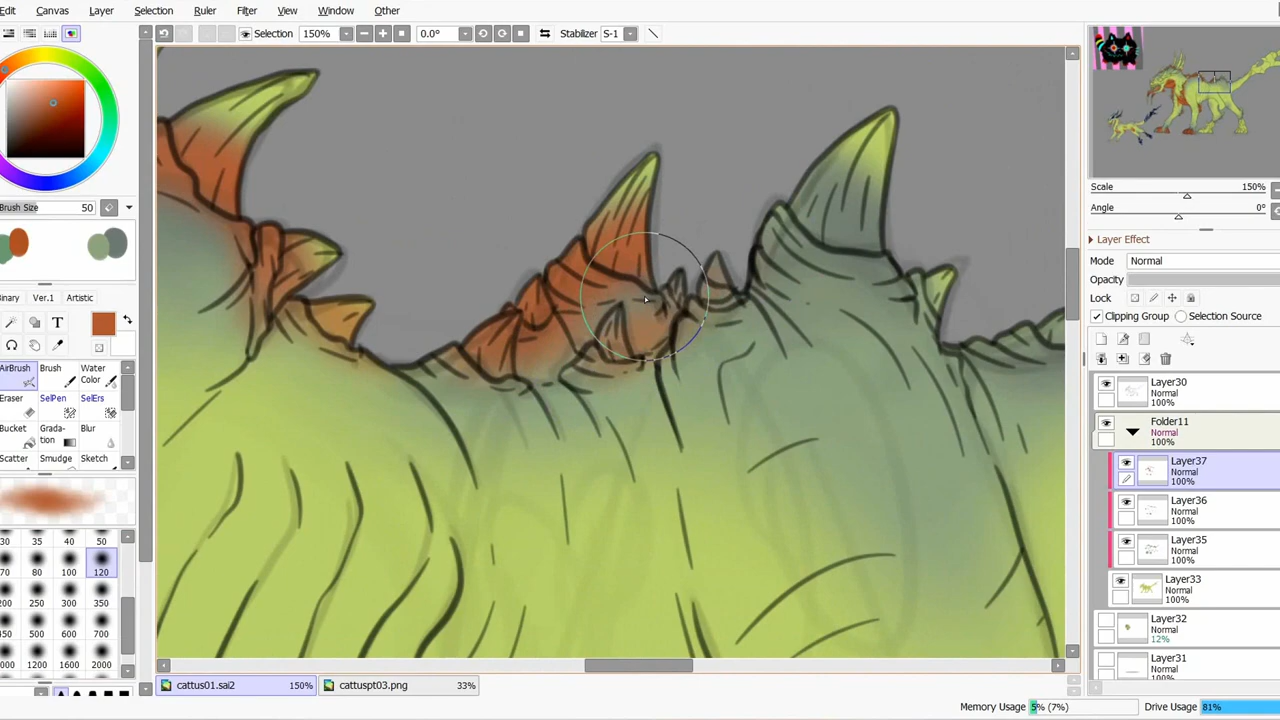 Edit Canvas Layer Selection Ruler Filter View Window Other
Selection 150% 0.0° Stabilizer S-1
Scale 150%
Angle 0°
Brush Size 50
Layer Effect
Mode Normal
Opacity
Lock
Clipping Group Selection Source
Binary Ver.1 Artistic
T
AirBrush Brush Water Color
Eraser SelPen SelErs
Bucket Gradation Blur
Scatter Smudge Sketch
30 35 40 50
70 80 100 120
200 250 300 350
450 500 600 700
1000 1200 1600 2000
Layer30
Normal
100%
Folder11
Normal
100%
Layer37
Normal
100%
Layer36
Normal
100%
Layer35
Normal
100%
Layer33
Normal
100%
Layer32
Normal
12%
Layer31
Normal
100%
cattus01.sai2 150% cattuspt03.png 33%
Memory Usage 5% (7%) Drive Usage 81%